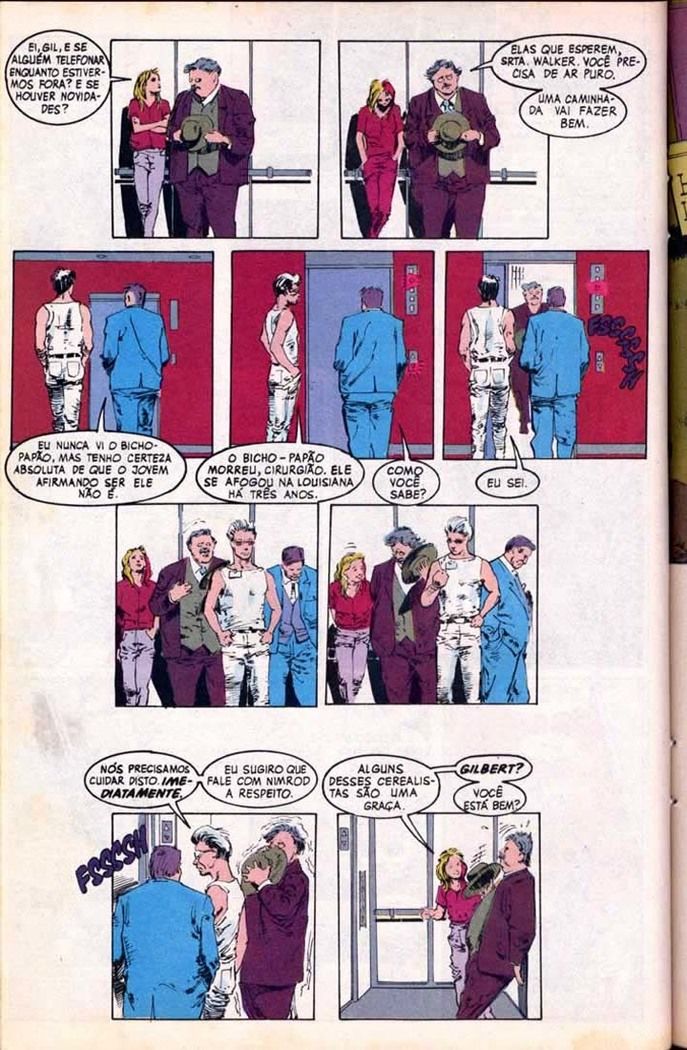 EI, GIL, E SE
ALGUÉM TELEFONAR
ENQUANTO ESTIVER-
MOS FORA? E SE
HOUVER NOVIDA-
DES?
ELAS QUE ESPEREM,
SRTA. WALKER. VOCÊ PRE-
CISA DE AR PURO.
UMA CAMINHA-
DA VAI FAZER
BEM.
FSSSSSH
EU NUNCA VI O BICHO-
PAPÃO, MAS TENHO CERTEZA
ABSOLUTA DE QUE O JOVEM
AFIRMANDO SER ELE
NÃO É.
O BICHO-PAPÃO
MORREU, CIRURGIÃO. ELE
SE AFOGOU NA LOUISIANA
HÁ TRÊS ANOS.
COMO
VOCÊ
SABE?
EU SEI.
NÓS PRECISAMOS
CUIDAR DISTO. IME-
DIATAMENTE.
EU SUGIRO QUE
FALE COM NIMROD
A RESPEITO.
FSSSSH
ALGUNS
DESSES CEREALIS-
TAS SÃO UMA
GRAÇA.
GILBERT?
VOCÊ
ESTÁ BEM?